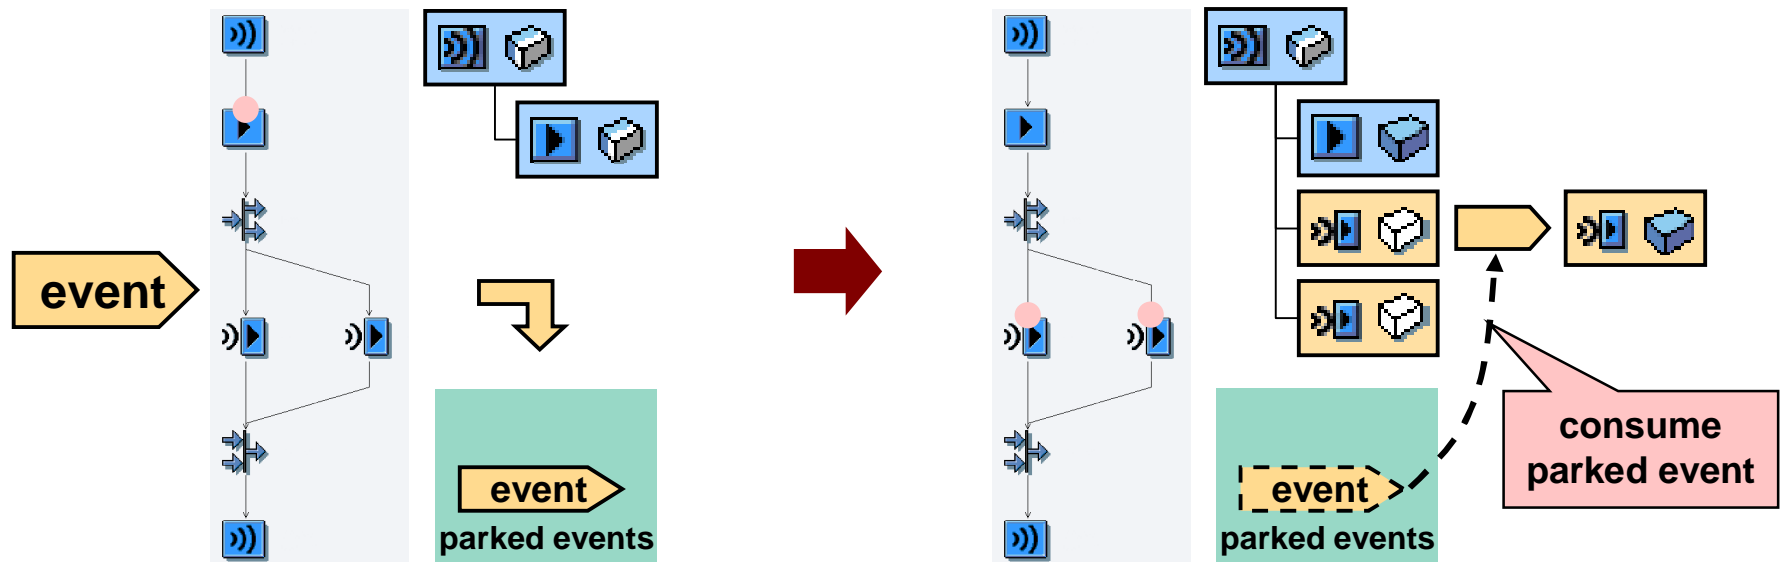 event
event
parked events
consume
parked event
event
parked events